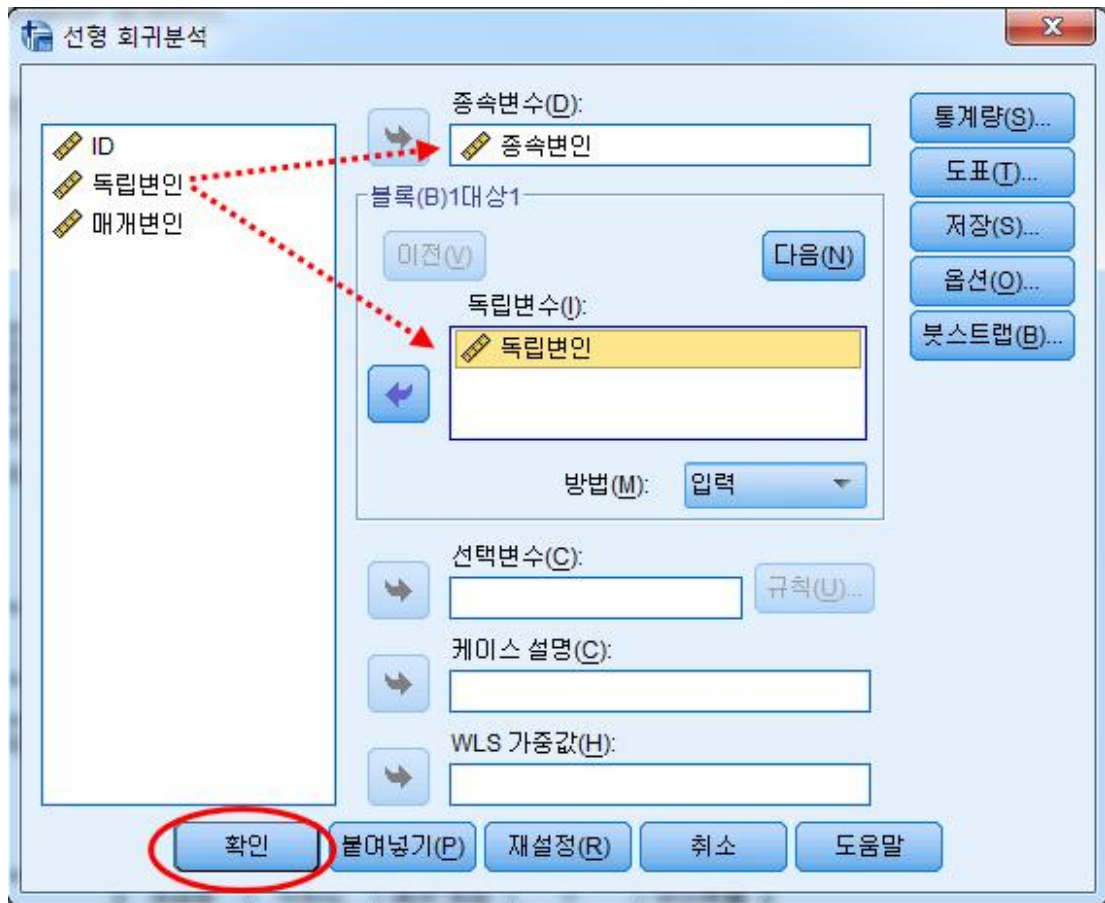 선형 회귀분석
ID
독립변인
매개변인
종속변수(D):
종속변인
블록(B)1대상1
이전(V)
다음(N)
독립변수(I):
독립변인
방법(M):
입력
선택변수(C):
규칙(U)...
케이스 설명(C):
WLS 가중값(H):
통계량(S)...
도표(T)...
저장(S)...
옵션(O)...
붓스트랩(B)...
확인
붙여넣기(P)
재설정(R)
취소
도움말